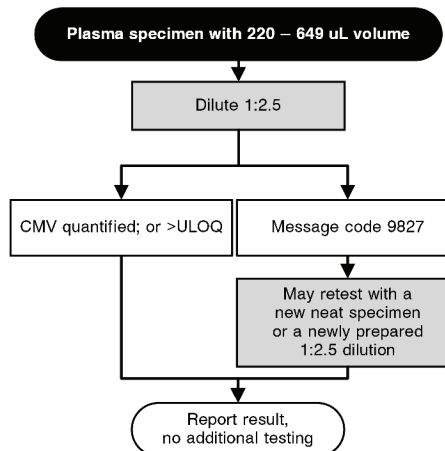 Plasma specimen with 220 – 649 uL volume
Dilute 1:2.5
CMV quantified; or >ULOQ
Message code 9827
May retest with a
new neat specimen
or a newly prepared
1:2.5 dilution
Report result,
no additional testing